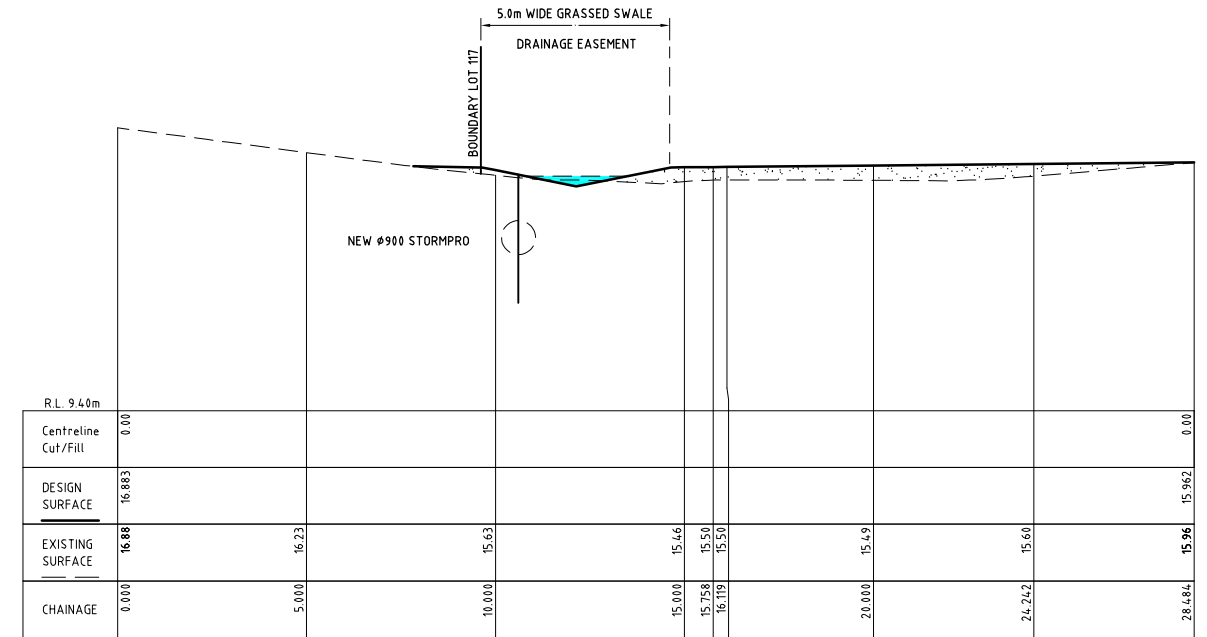 5.0m WIDE GRASSED SWALE
DRAINAGE EASEMENT
BOUNDARY LOT 117
NEW Ø900 STORMPRO
R.L. 9.40m
Centreline
Cut/Fill
0.00 0.00
DESIGN
SURFACE
16.883 15.962
EXISTING
SURFACE
16.88 16.23 15.63 15.46 15.50 15.50 15.49 15.60 15.96
CHAINAGE
0.000 5.000 10.000 15.000 15.758 16.119 20.000 24.242 28.484